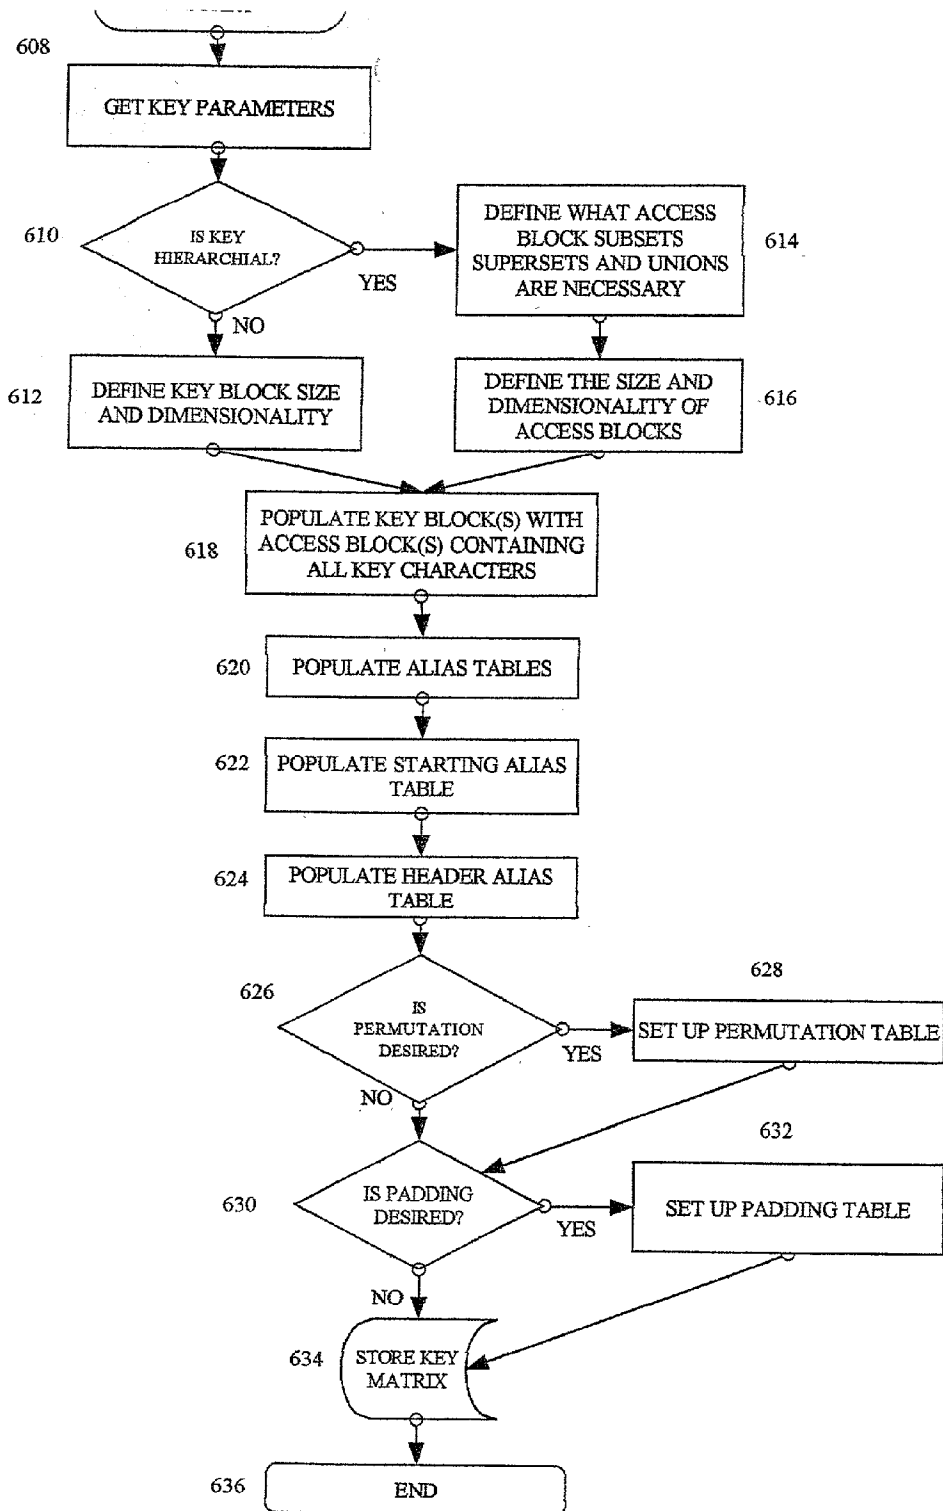 608
GET KEY PARAMETERS
610
IS KEY
HIERARCHIAL?
YES
NO
DEFINE WHAT ACCESS
BLOCK SUBSETS
SUPERSETS AND UNIONS
ARE NECESSARY
614
612
DEFINE KEY BLOCK SIZE
AND DIMENSIONALITY
DEFINE THE SIZE AND
DIMENSIONALITY OF
ACCESS BLOCKS
616
618
POPULATE KEY BLOCK(S) WITH
ACCESS BLOCK(S) CONTAINING
ALL KEY CHARACTERS
620
POPULATE ALIAS TABLES
622
POPULATE STARTING ALIAS
TABLE
624
POPULATE HEADER ALIAS
TABLE
626
IS
PERMUTATION
DESIRED?
YES
NO
628
SET UP PERMUTATION TABLE
630
IS PADDING
DESIRED?
YES
NO
632
SET UP PADDING TABLE
634
STORE KEY
MATRIX
636
END